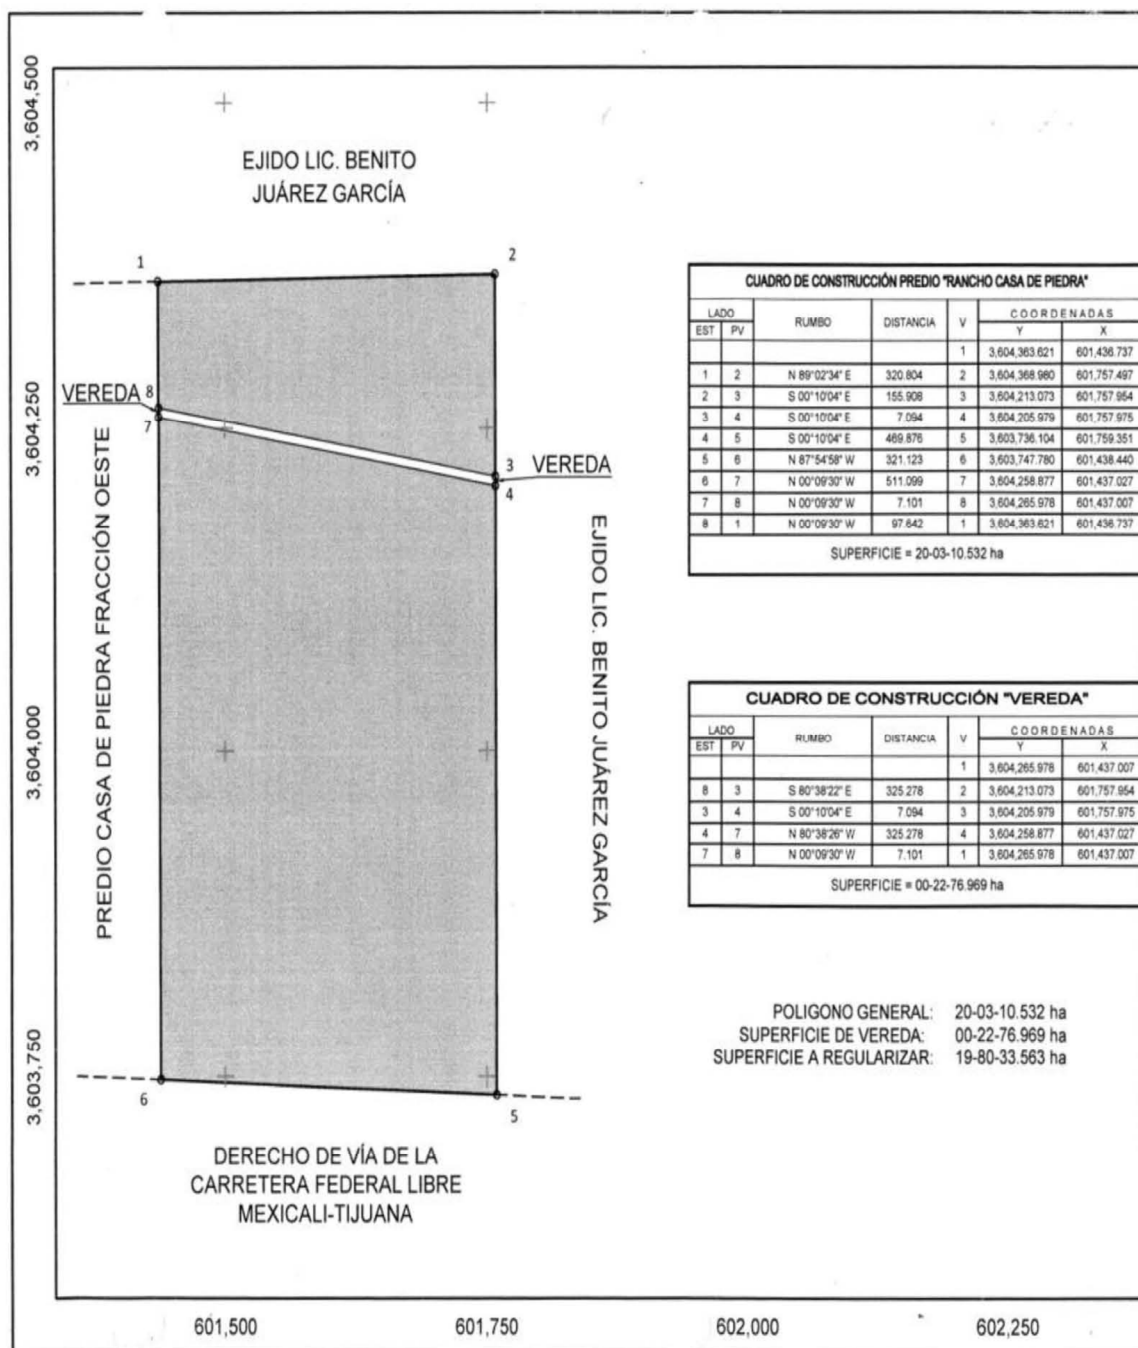 3,604,500
3,604,250
3,604,000
3,603,750
EJIDO LIC. BENITO
JUÁREZ GARCÍA
1
2
VEREDA
8
7
3
VEREDA
4
PREDIO CASA DE PIEDRA FRACCIÓN OESTE
EJIDO LIC. BENITO JUÁREZ GARCÍA
6
5
DERECHO DE VÍA DE LA
CARRETERA FEDERAL LIBRE
MEXICALI-TIJUANA
601,500 601,750 602,000 602,250
CUADRO DE CONSTRUCCIÓN PREDIO "RANCHO CASA DE PIEDRA"
LADO RUMBO DISTANCIA V COORDENADAS
EST PV Y X
1 3,604,363.621 601,436.737
1 2 N 89°02'34" E 320.804 2 3,604,368.980 601,757.497
2 3 S 00°10'04" E 155.908 3 3,604,213.073 601,757.954
3 4 S 00°10'04" E 7.094 4 3,604,205.979 601,757.975
4 5 S 00°10'04" E 469.876 5 3,603,736.104 601,759.351
5 6 N 87°54'58" W 321.123 6 3,603,747.780 601,438.440
6 7 N 00°09'30" W 511.099 7 3,604,258.877 601,437.027
7 8 N 00°09'30" W 7.101 8 3,604,265.978 601,437.007
8 1 N 00°09'30" W 97.642 1 3,604,363.621 601,436.737
SUPERFICIE = 20-03-10.532 ha
CUADRO DE CONSTRUCCIÓN "VEREDA"
LADO RUMBO DISTANCIA V COORDENADAS
EST PV Y X
1 3,604,265.978 601,437.007
8 3 S 80°38'22" E 325.278 2 3,604,213.073 601,757.954
3 4 S 00°10'04" E 7.094 3 3,604,205.979 601,757.975
4 7 N 80°38'26" W 325.278 4 3,604,258.877 601,437.027
7 8 N 00°09'30" W 7.101 1 3,604,265.978 601,437.007
SUPERFICIE = 00-22-76.969 ha
POLIGONO GENERAL: 20-03-10.532 ha
SUPERFICIE DE VEREDA: 00-22-76.969 ha
SUPERFICIE A REGULARIZAR: 19-80-33.563 ha